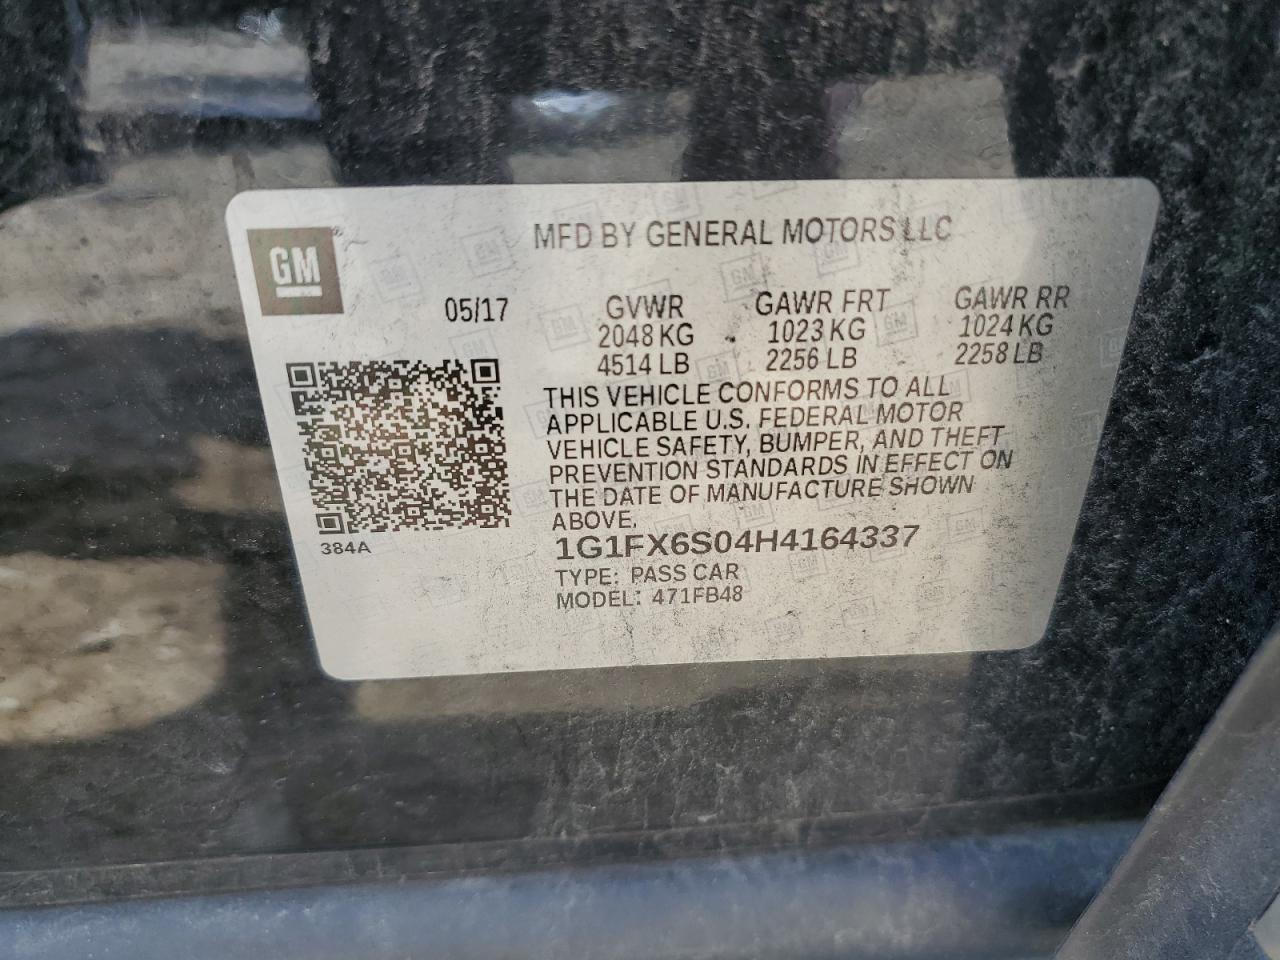 GM
MFD BY GENERAL MOTORS LLC
05/17
GVWR GAWR FRT GAWR RR
2048 KG 1023 KG 1024 KG
4514 LB 2256 LB 2258 LB
THIS VEHICLE CONFORMS TO ALL
APPLICABLE U.S. FEDERAL MOTOR
VEHICLE SAFETY, BUMPER, AND THEFT
PREVENTION STANDARDS IN EFFECT ON
THE DATE OF MANUFACTURE SHOWN
ABOVE.
384A
1G1FX6S04H4164337
TYPE: PASS CAR
MODEL: 471FB48